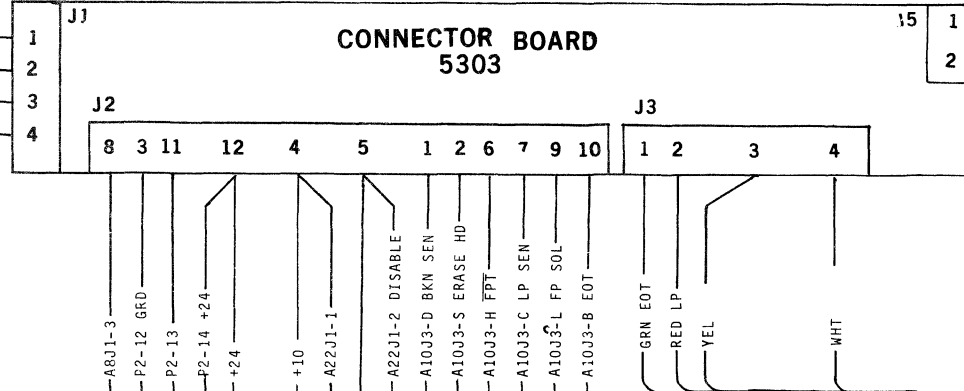 J1
CONNECTOR BOARD
5303
J5
1
2
1
2
3
4
J2
8 3 11 12 4 5 1 2 6 7 9 10
J3
1 2 3 4
A8J1-3
P2-12 GRD
P2-13
P2-14 +24
+24
+10
A22J1-1
A22J1-2 DISABLE
A10J3-D BKN SEN
A10J3-S ERASE HD
A10J3-H FPT
A10J3-C LP SEN
A10J3-L FP SOL
A10J3-B EOT
GRN EOT
RED LP
YEL
WHT